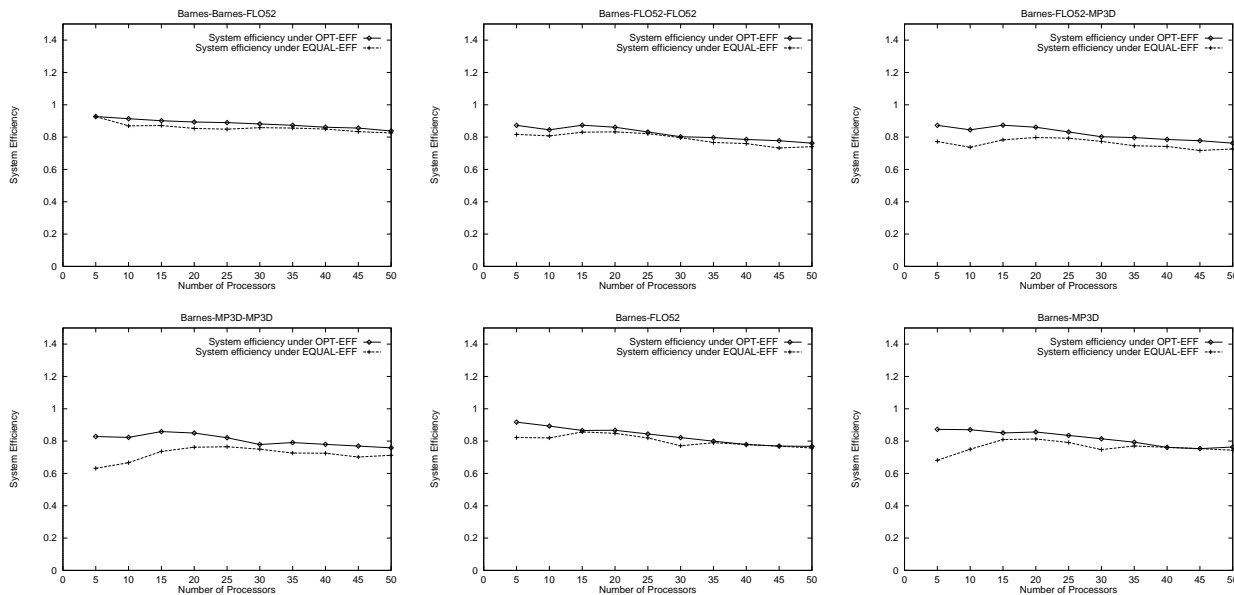 Barnes-Barnes-FLO52
System efficiency under OPT-EFF
System efficiency under EQUAL-EFF
1.4
1.2
1
0.8
0.6
0.4
0.2
0
System Efficiency
0 5 10 15 20 25 30 35 40 45 50
Number of Processors
Barnes-FLO52-FLO52
System efficiency under OPT-EFF
System efficiency under EQUAL-EFF
1.4
1.2
1
0.8
0.6
0.4
0.2
0
System Efficiency
0 5 10 15 20 25 30 35 40 45 50
Number of Processors
Barnes-FLO52-MP3D
System efficiency under OPT-EFF
System efficiency under EQUAL-EFF
1.4
1.2
1
0.8
0.6
0.4
0.2
0
System Efficiency
0 5 10 15 20 25 30 35 40 45 50
Number of Processors
Barnes-MP3D-MP3D
System efficiency under OPT-EFF
System efficiency under EQUAL-EFF
1.4
1.2
1
0.8
0.6
0.4
0.2
0
System Efficiency
0 5 10 15 20 25 30 35 40 45 50
Number of Processors
Barnes-FLO52
System efficiency under OPT-EFF
System efficiency under EQUAL-EFF
1.4
1.2
1
0.8
0.6
0.4
0.2
0
System Efficiency
0 5 10 15 20 25 30 35 40 45 50
Number of Processors
Barnes-MP3D
System efficiency under OPT-EFF
System efficiency under EQUAL-EFF
1.4
1.2
1
0.8
0.6
0.4
0.2
0
System Efficiency
0 5 10 15 20 25 30 35 40 45 50
Number of Processors